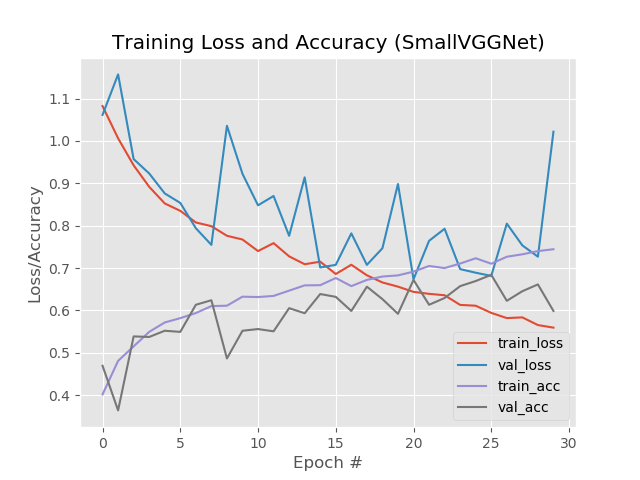 Training Loss and Accuracy (SmallVGGNet)
Loss/Accuracy
1.1
1.0
0.9
0.8
0.7
0.6
0.5
0.4
0
5
10
15
20
25
30
Epoch #
train_loss
val_loss
train_acc
val_acc